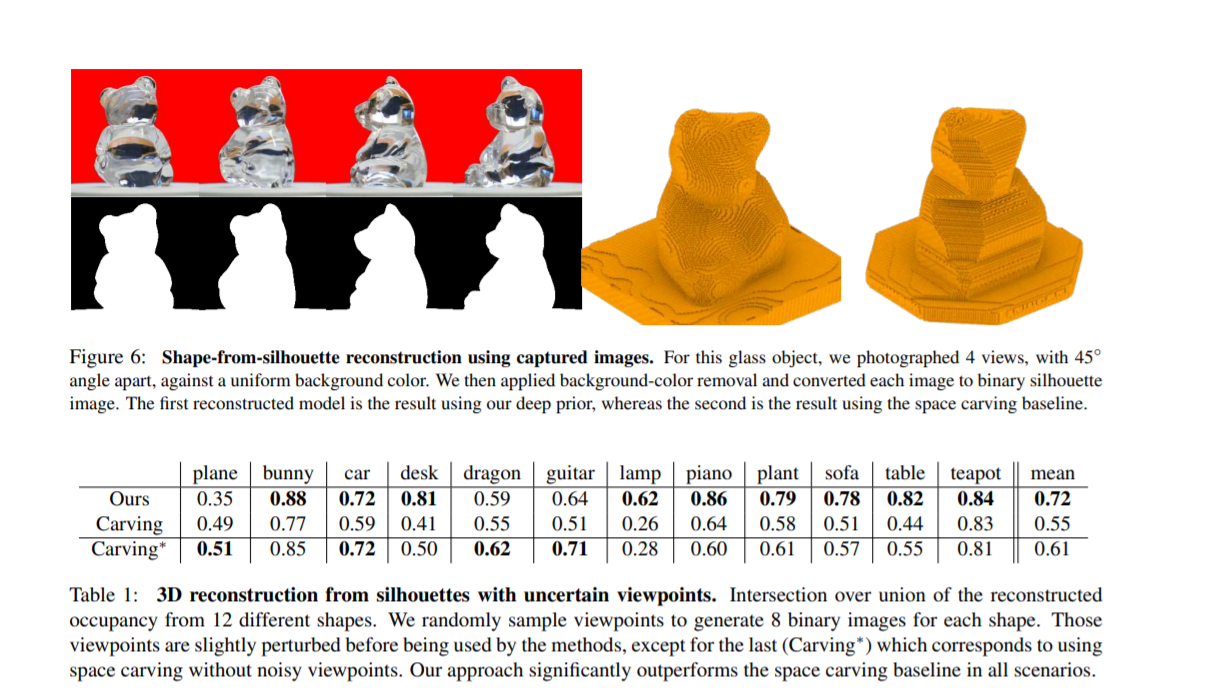 Figure 6: Shape-from-silhouette reconstruction using captured images. For this glass object, we photographed 4 views, with 45°
angle apart, against a uniform background color. We then applied background-color removal and converted each image to binary silhouette
image. The first reconstructed model is the result using our deep prior, whereas the second is the result using the space carving baseline.
plane bunny car desk dragon guitar lamp piano plant sofa table teapot mean
Ours 0.35 0.88 0.72 0.81 0.59 0.64 0.62 0.86 0.79 0.78 0.82 0.84 0.72
Carving 0.49 0.77 0.59 0.41 0.55 0.51 0.26 0.64 0.58 0.51 0.44 0.83 0.55
Carving* 0.51 0.85 0.72 0.50 0.62 0.71 0.28 0.60 0.61 0.57 0.55 0.81 0.61
Table 1: 3D reconstruction from silhouettes with uncertain viewpoints. Intersection over union of the reconstructed
occupancy from 12 different shapes. We randomly sample viewpoints to generate 8 binary images for each shape. Those
viewpoints are slightly perturbed before being used by the methods, except for the last (Carving*) which corresponds to using
space carving without noisy viewpoints. Our approach significantly outperforms the space carving baseline in all scenarios.